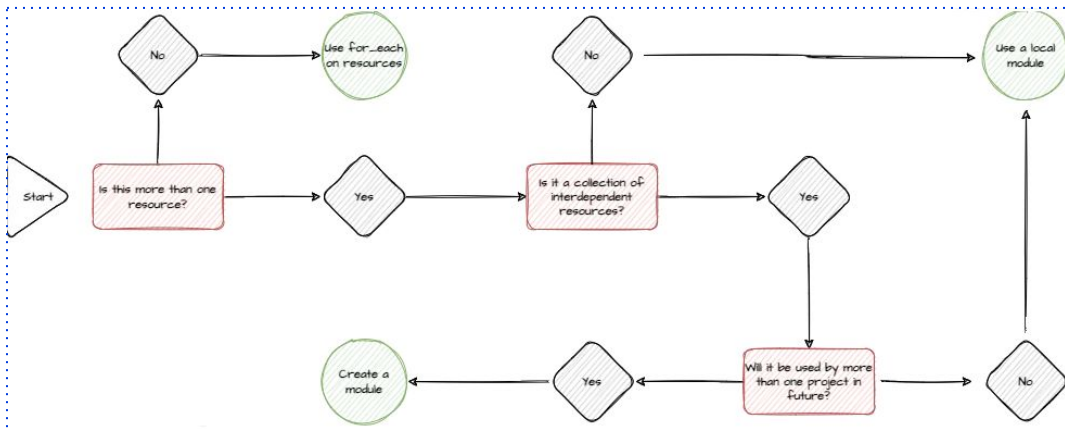 No
Use for_each
on resources
No
Use a local
module
Start
Is this more than one
resource?
Yes
Is it a collection of
interdependent
resources?
Yes
Create a
module
Yes
Will it be used by more
than one project in
future?
No